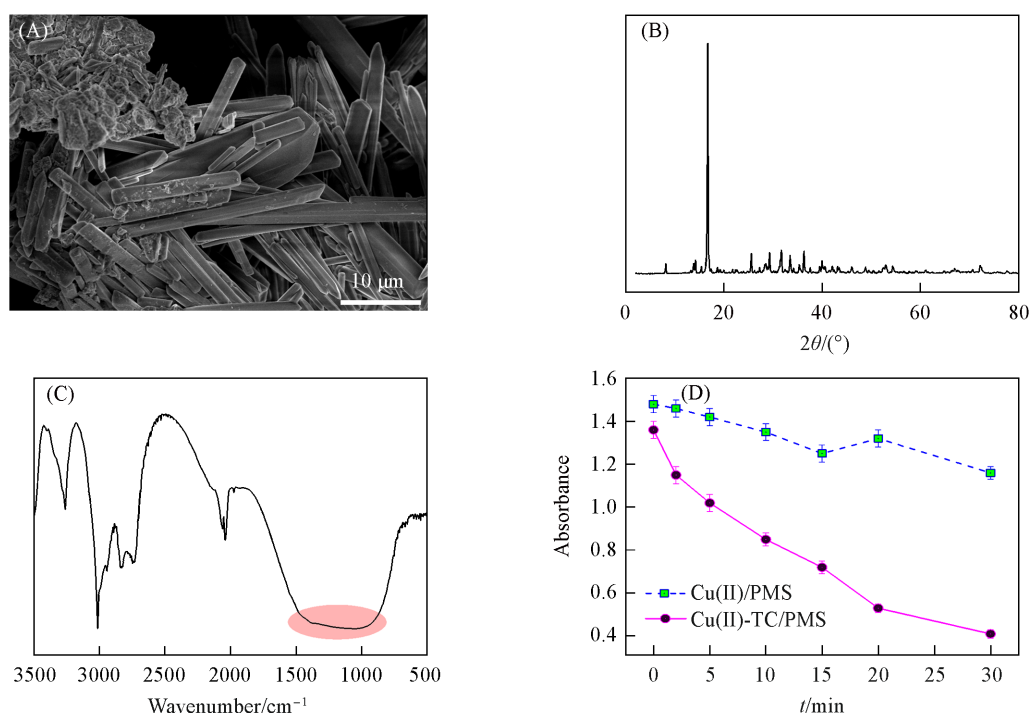 (A)
10 μm
(B)
0 20 40 60 80
2θ/(°)
(C)
3500 3000 2500 2000 1500 1000 500
Wavenumber/cm⁻¹
(D)
1.6
1.4
1.2
1.0
0.8
0.6
0.4
Absorbance
Cu(II)/PMS
Cu(II)-TC/PMS
0 5 10 15 20 25 30
t/min